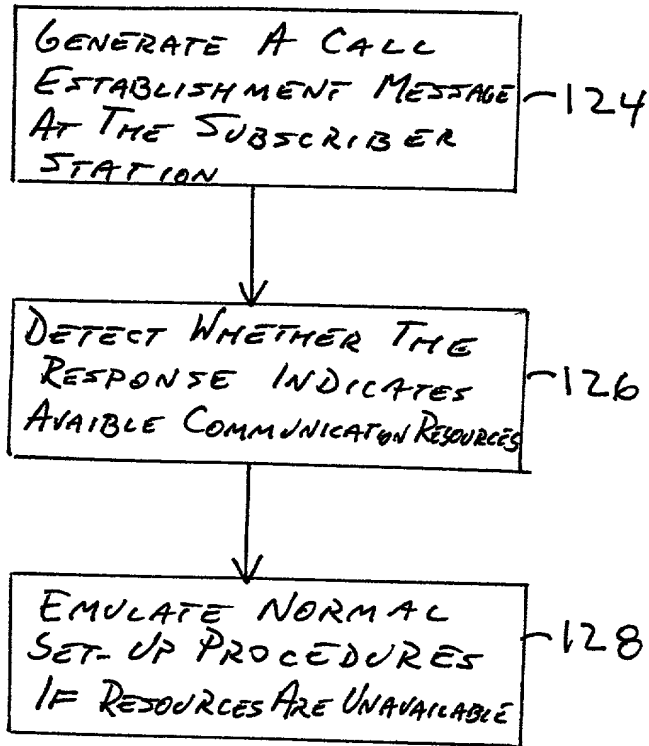 GENERATE A CALL
ESTABLISHMENT MESSAGE
AT THE SUBSCRIBER
STATION
124
DETECT WHETHER THE
RESPONSE INDICATES
AVAIBLE COMMUNICATON RESOURCES
126
EMULATE NORMAL
SET-UP PROCEDURES
IF RESOURCES ARE UNAVAILABLE
128